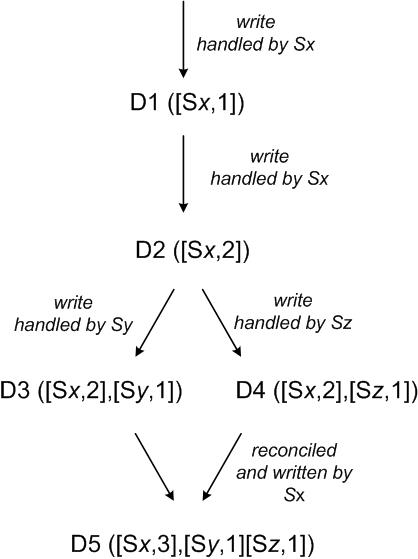 write
handled by Sx
D1 ([Sx,1])
write
handled by Sx
D2 ([Sx,2])
write
handled by Sy
write
handled by Sz
D3 ([Sx,2],[Sy,1])
D4 ([Sx,2],[Sz,1])
reconciled
and written by
Sx
D5 ([Sx,3],[Sy,1][Sz,1])